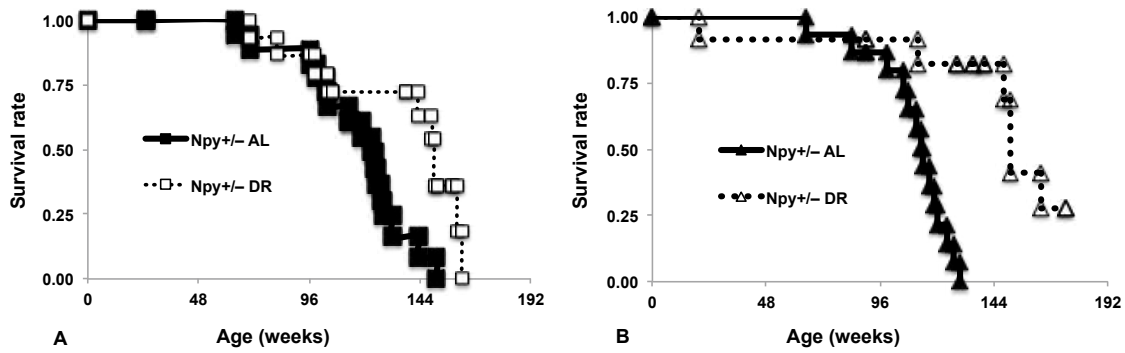 1.00
0.75
0.50
0.25
0.00
Survival rate
Npy+/– AL
Npy+/– DR
0 48 96 144 192
A Age (weeks)
1.00
0.75
0.50
0.25
0.00
Survival rate
Npy+/– AL
Npy+/– DR
0 48 96 144 192
B Age (weeks)